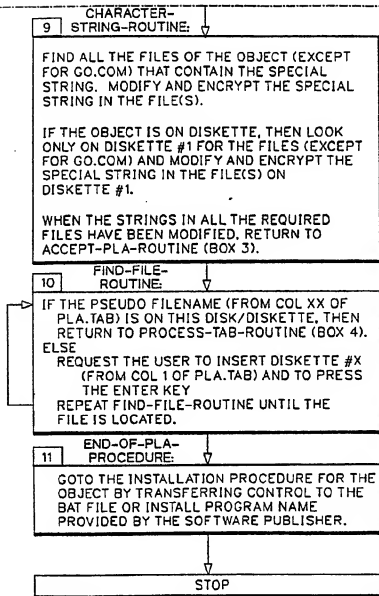 CHARACTER-
9 STRING-ROUTINE:
FIND ALL THE FILES OF THE OBJECT (EXCEPT
FOR GO.COM) THAT CONTAIN THE SPECIAL
STRING. MODIFY AND ENCRYPT THE SPECIAL
STRING IN THE FILE(S).
IF THE OBJECT IS ON DISKETTE, THEN LOOK
ONLY ON DISKETTE #1 FOR THE FILES (EXCEPT
FOR GO.COM) AND MODIFY AND ENCRYPT THE
SPECIAL STRING IN THE FILE(S) ON
DISKETTE #1.
WHEN THE STRINGS IN ALL THE REQUIRED
FILES HAVE BEEN MODIFIED. RETURN TO
ACCEPT-PLA-ROUTINE (BOX 3).
FIND-FILE-
10 ROUTINE:
IF THE PSEUDO FILENAME (FROM COL XX OF
PLA.TAB) IS ON THIS DISK/DISKETTE, THEN
RETURN TO PROCESS-TAB-ROUTINE (BOX 4).
ELSE
REQUEST THE USER TO INSERT DISKETTE #X
(FROM COL 1 OF PLA.TAB) AND TO PRESS
THE ENTER KEY
REPEAT FIND-FILE-ROUTINE UNTIL THE
FILE IS LOCATED.
END-OF-PLA-
11 PROCEDURE:
GOTO THE INSTALLATION PROCEDURE FOR THE
OBJECT BY TRANSFERRING CONTROL TO THE
BAT FILE OR INSTALL PROGRAM NAME
PROVIDED BY THE SOFTWARE PUBLISHER.
STOP